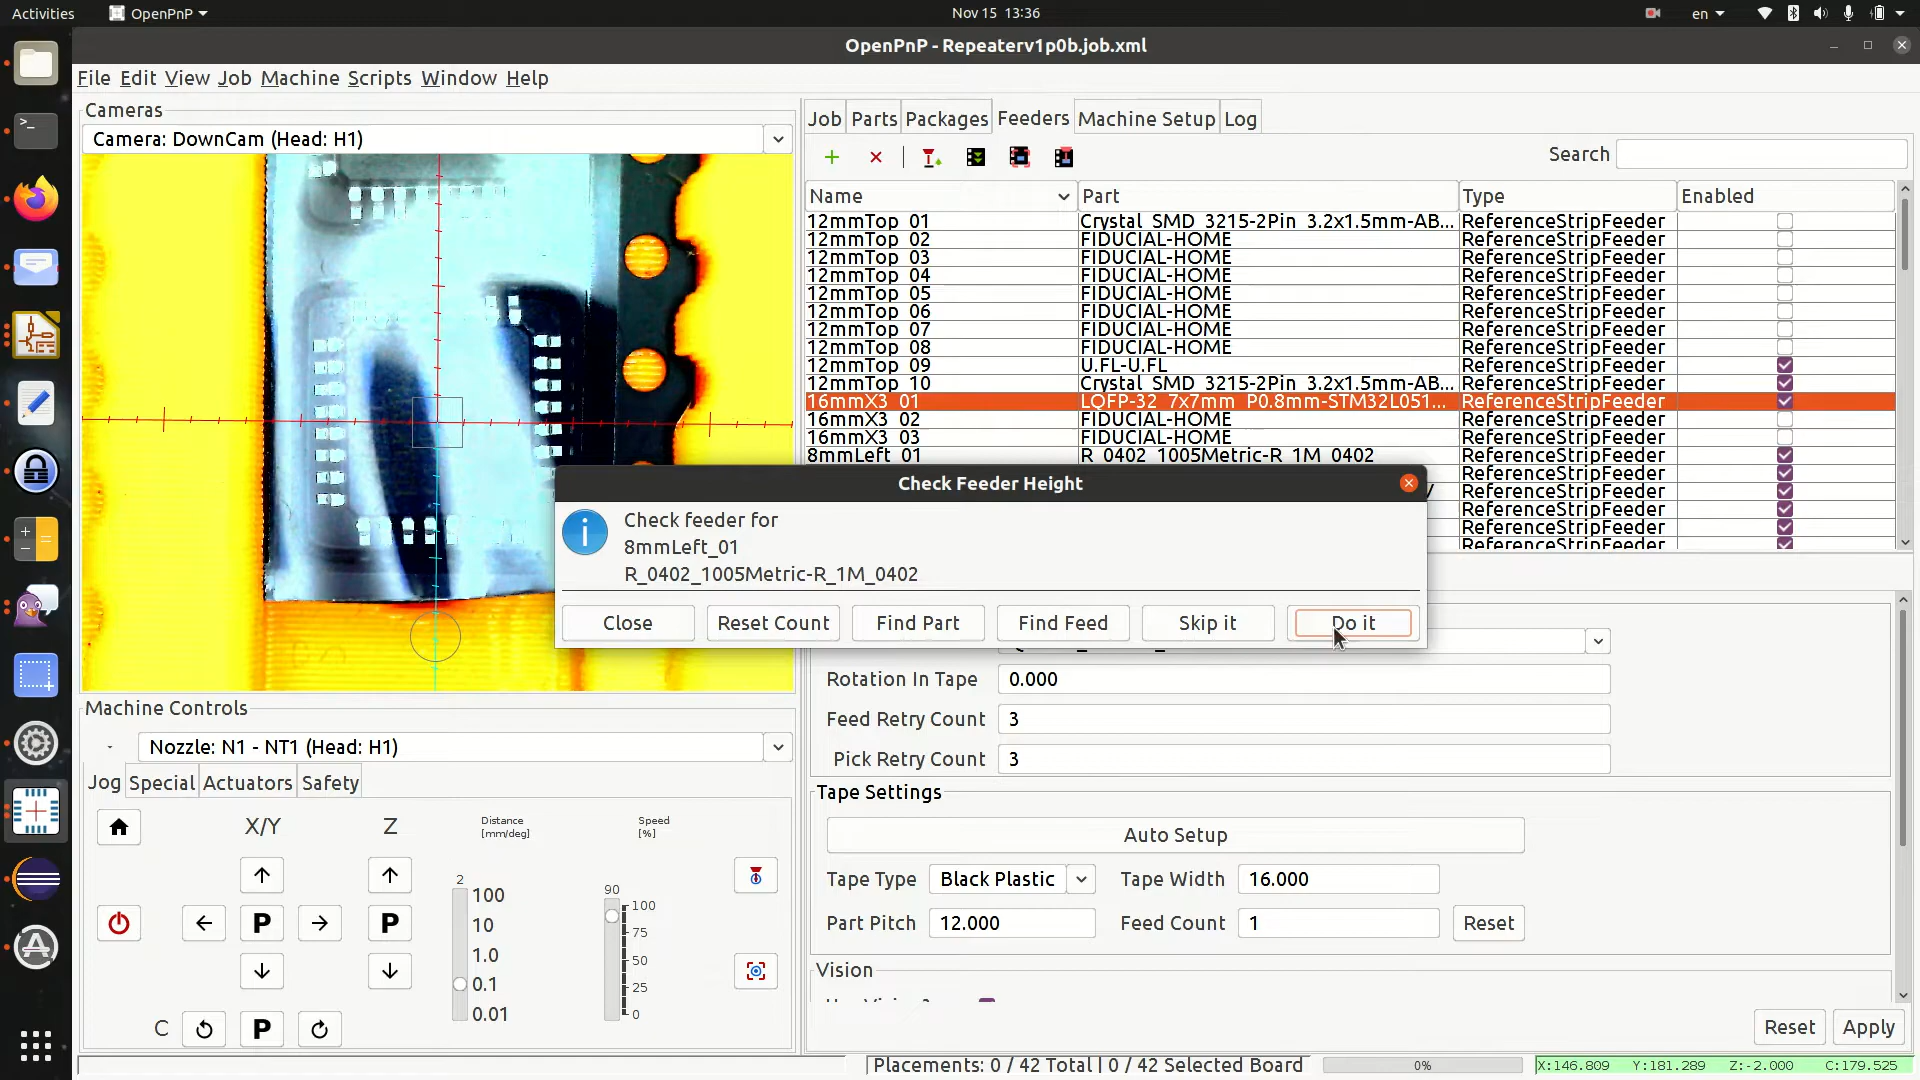 Activities
OpenPnP
Nov 15 13:36
en
OpenPnP - Repeaterv1p0b.job.xml
File Edit View Job Machine Scripts Window Help
Cameras
Camera: DownCam (Head: H1)
Job Parts Packages Feeders Machine Setup Log
Search
Name Part Type Enabled
12mmTop_01 Crystal_SMD_3215-2Pin_3.2x1.5mm-AB... ReferenceStripFeeder
12mmTop_02 FIDUCIAL-HOME ReferenceStripFeeder
12mmTop_03 FIDUCIAL-HOME ReferenceStripFeeder
12mmTop_04 FIDUCIAL-HOME ReferenceStripFeeder
12mmTop_05 FIDUCIAL-HOME ReferenceStripFeeder
12mmTop_06 FIDUCIAL-HOME ReferenceStripFeeder
12mmTop_07 FIDUCIAL-HOME ReferenceStripFeeder
12mmTop_08 FIDUCIAL-HOME ReferenceStripFeeder
12mmTop_09 U.FL-U.FL ReferenceStripFeeder
12mmTop_10 Crystal_SMD_3215-2Pin_3.2x1.5mm-AB... ReferenceStripFeeder
16mmX3_01 LQFP-32_7x7mm_P0.8mm-STM32L051... ReferenceStripFeeder
16mmX3_02 FIDUCIAL-HOME ReferenceStripFeeder
16mmX3_03 FIDUCIAL-HOME ReferenceStripFeeder
8mmLeft_01 R_0402_1005Metric-R_1M_0402 ReferenceStripFeeder
ReferenceStripFeeder
ReferenceStripFeeder
ReferenceStripFeeder
ReferenceStripFeeder
ReferenceStripFeeder
Check Feeder Height
Check feeder for
8mmLeft_01
R_0402_1005Metric-R_1M_0402
Close Reset Count Find Part Find Feed Skip it Do it
Rotation In Tape 0.000
Feed Retry Count 3
Pick Retry Count 3
Tape Settings
Auto Setup
Tape Type Black Plastic Tape Width 16.000
Part Pitch 12.000 Feed Count 1 Reset
Vision
Reset Apply
Machine Controls
Nozzle: N1 - NT1 (Head: H1)
Jog Special Actuators Safety
X/Y Z Distance [mm/deg] Speed [%]
2 90
100
10
1.0
0.1
0.01
100
75
50
25
0
P P
C P
Placements: 0 / 42 Total | 0 / 42 Selected Board 0% X:146.809 Y:181.289 Z:-2.000 C:179.525